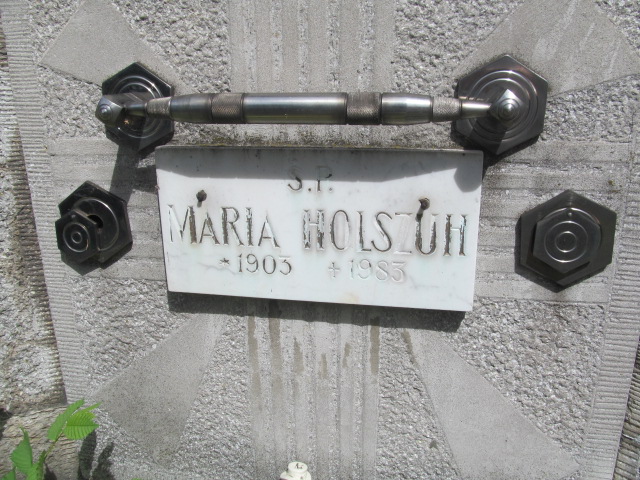 Ś.P.
MARIA HOLSZUH
*1903 +1983